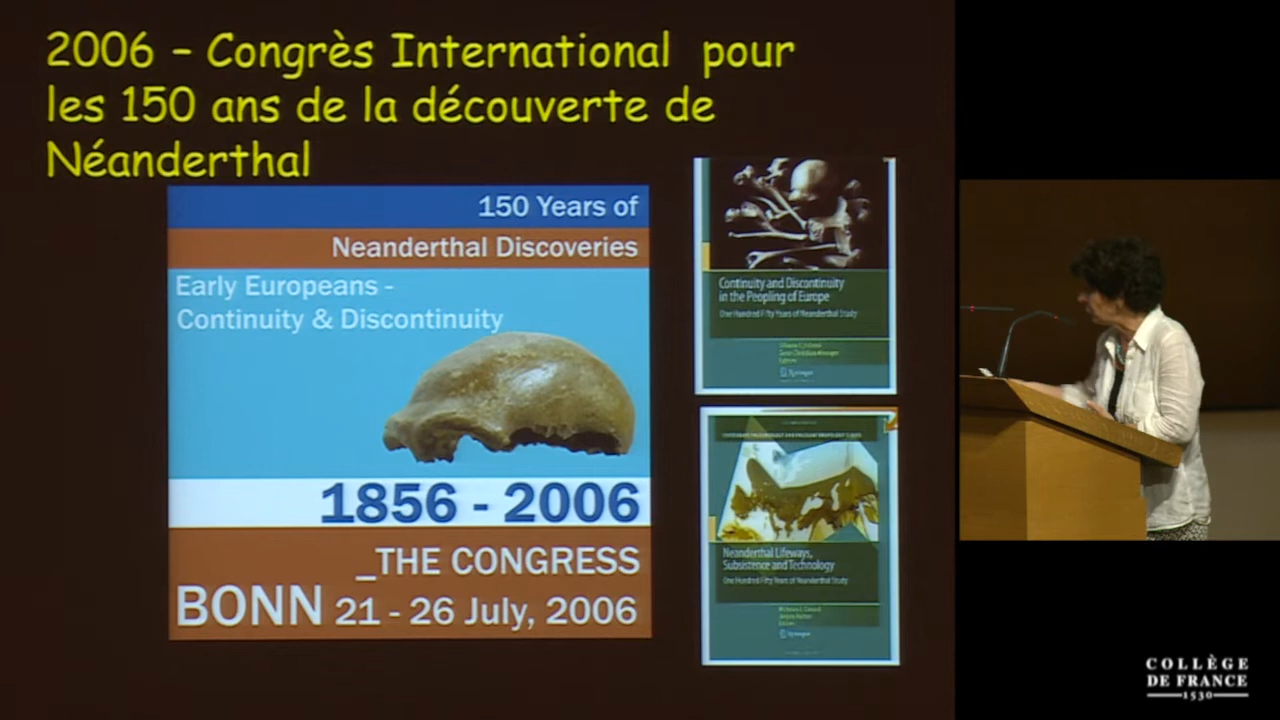 2006 – Congrès International pour
les 150 ans de la découverte de
Néanderthal
150 Years of
Neanderthal Discoveries
Early Europeans -
Continuity & Discontinuity
1856 - 2006
_THE CONGRESS
BONN 21 - 26 July, 2006
Continuity and Discontinuity
in the Peopling of Europe
One Hundred Fifty Years of Neanderthal Study
Springer
Neanderthal Lifeways,
Subsistence and Technology
One Hundred Fifty Years of Neanderthal Study
Springer
COLLÈGE
DE FRANCE
1530